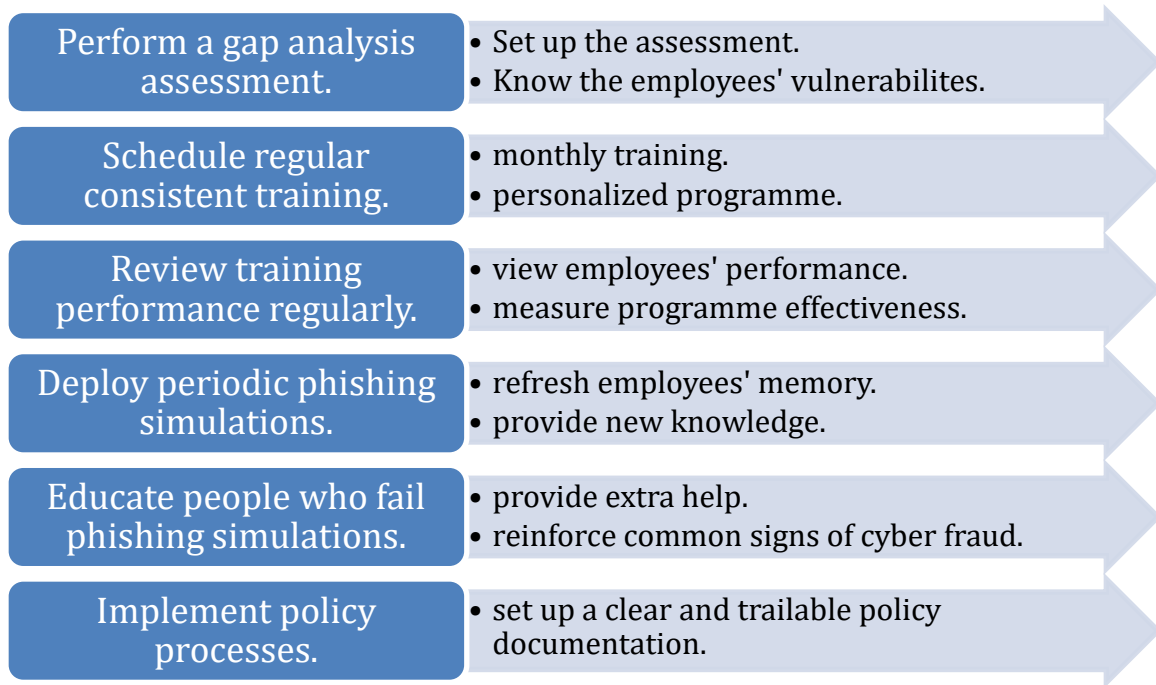 Perform a gap analysis
assessment.
• Set up the assessment.
• Know the employees' vulnerabilites.
Schedule regular
consistent training.
• monthly training.
• personalized programme.
Review training
performance regularly.
• view employees' performance.
• measure programme effectiveness.
Deploy periodic phishing
simulations.
• refresh employees' memory.
• provide new knowledge.
Educate people who fail
phishing simulations.
• provide extra help.
• reinforce common signs of cyber fraud.
Implement policy
processes.
• set up a clear and trailable policy
documentation.